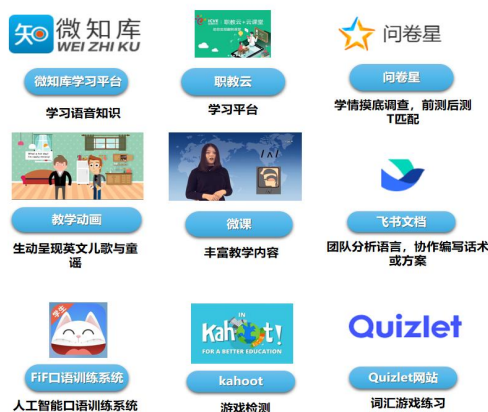 知 微知库
WEI ZHI KU
职教云+云课堂
问卷星
微知库学习平台
职教云
问卷星
学习语音知识
学习平台
学情摸底调查，前测后测
T匹配
教学动画
微课
飞书文档
生动呈现英文儿歌与童
谣
丰富教学内容
团队分析语言，协作编写话术
或方案
学生
IN
Kahoot!
FOR A BETTER EDUCATION
Quizlet
FiF口语训练系统
kahoot
Quizlet网站
人工智能口语训练系统
游戏检测
词汇游戏练习